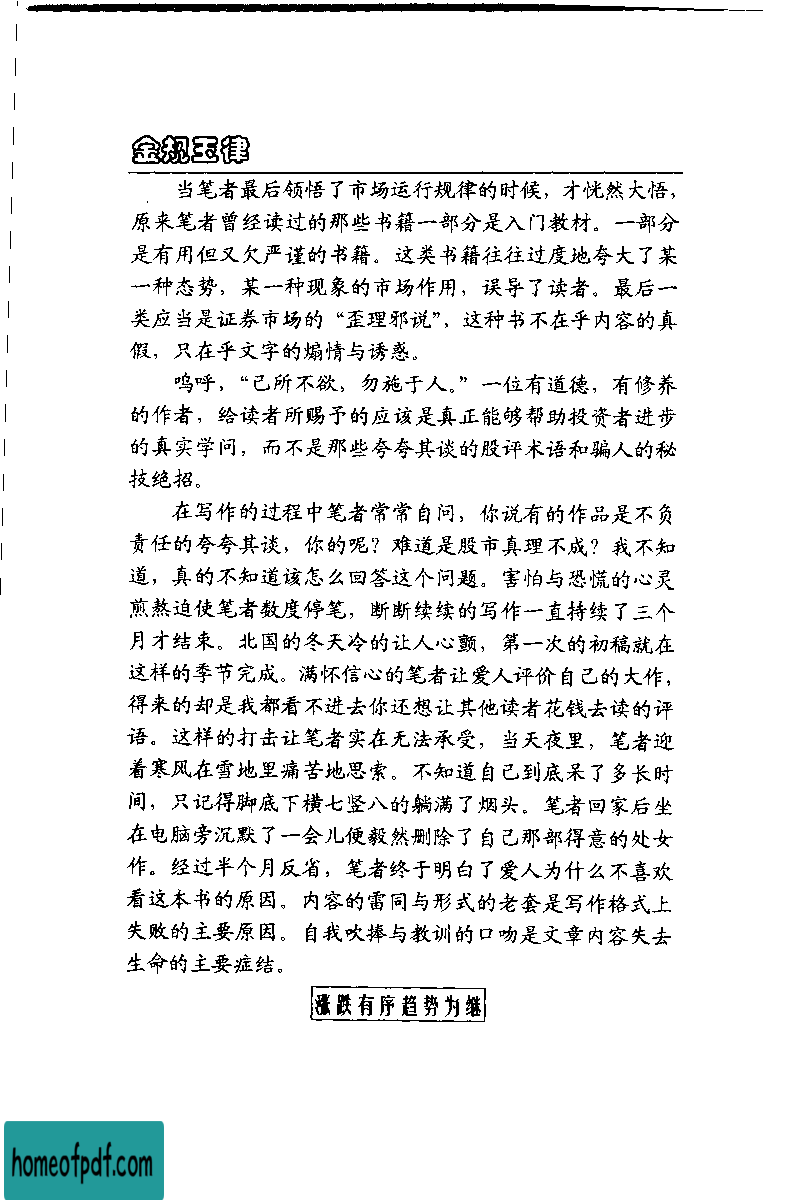 金规玉律
当笔者最后领悟了市场运行规律的时候，才恍然大悟，
原来笔者曾经读过的那些书籍一部分是入门教材。一部分
是有用但又欠严谨的书籍。这类书籍往往过度地夸大了某
一种态势，某一种现象的市场作用，误导了读者。最后一
类应当是证券市场的“歪理邪说”，这种书不在乎内容的真
假，只在乎文字的煽情与诱惑。
呜呼，“己所不欲，勿施于人。”一位有道德，有修养
的作者，给读者所赐予的应该是真正能够帮助投资者进步
的真实学问，而不是那些夸夸其谈的股评术语和骗人的秘
技绝招。
在写作的过程中笔者常常自问，你说有的作品是不负
责任的夸夸其谈，你的呢？难道是股市真理不成？我不知
道，真的不知道该怎么回答这个问题。害怕与恐慌的心灵
煎熬迫使笔者数度停笔，断断续续的写作一直持续了三个
月才结束。北国的冬天冷的让人心颤，第一次的初稿就在
这样的季节完成。满怀信心的笔者让爱人评价自己的大作，
得来的却是我都看不进去你还想让其他读者花钱去读的评
语。这样的打击让笔者实在无法承受，当天夜里，笔者迎
着寒风在雪地里痛苦地思索。不知道自己到底呆了多长时
间，只记得脚底下横七竖八的躺满了烟头。笔者回家后坐
在电脑旁沉默了一会儿便毅然删除了自己那部得意的处女
作。经过半个月反省，笔者终于明白了爱人为什么不喜欢
看这本书的原因。内容的雷同与形式的老套是写作格式上
失败的主要原因。自我吹捧与教训的口吻是文章内容失去
生命的主要症结。
涨跌有序趋势为继
homeofpdf.com